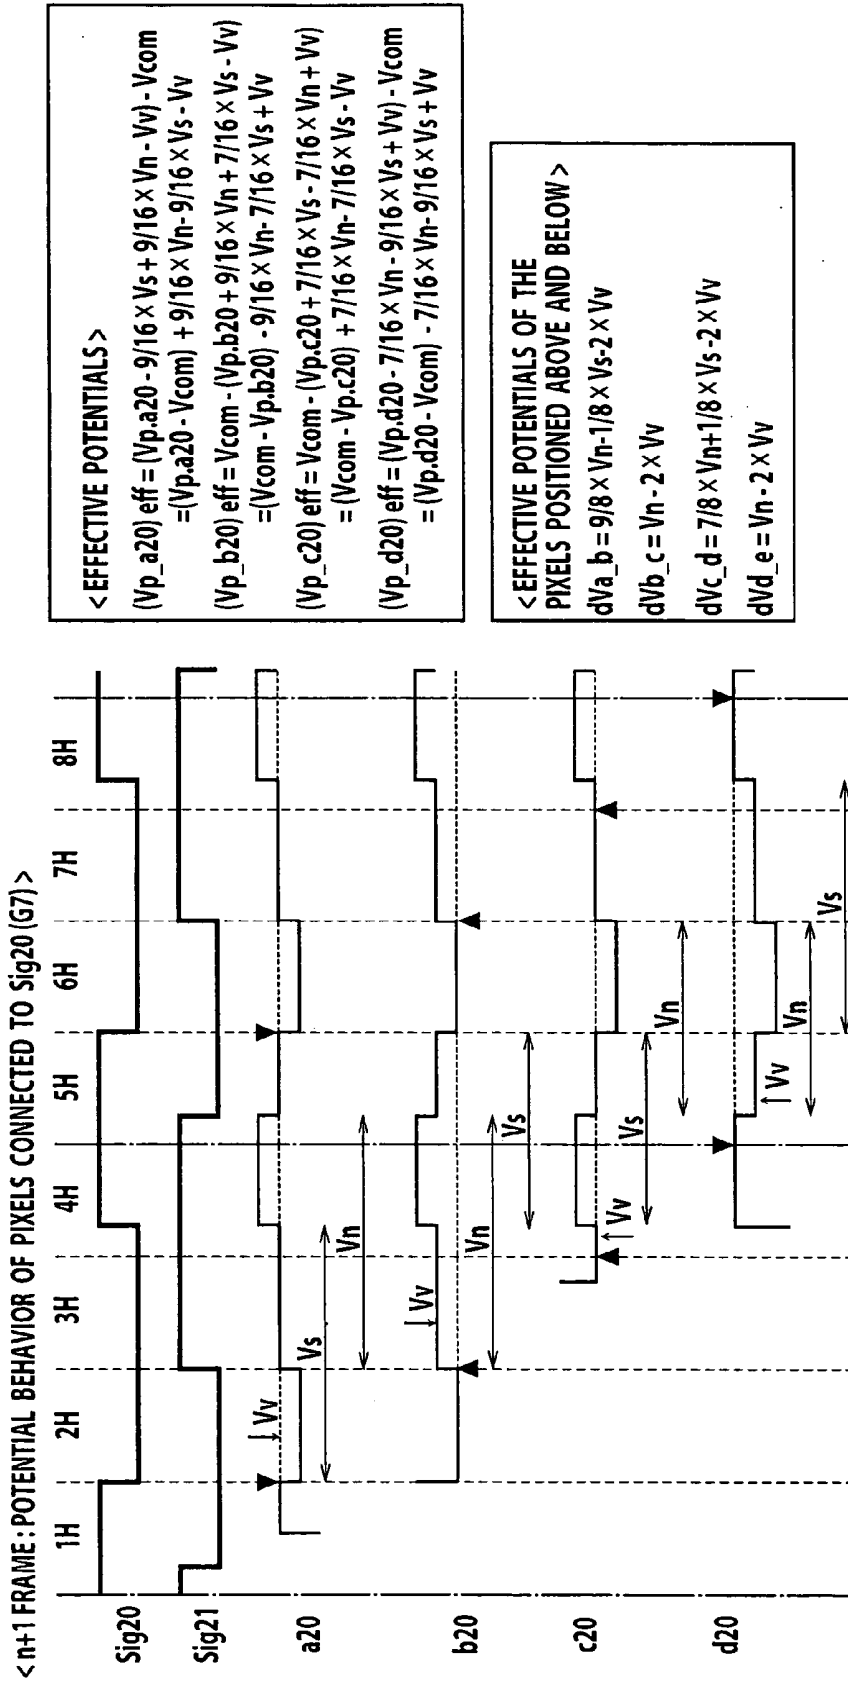 < n+1 FRAME : POTENTIAL BEHAVIOR OF PIXELS CONNECTED TO Sig20 (G7) >
1H 2H 3H 4H 5H 6H 7H 8H
Sig20
Sig21
a20
Vv
Vs
Vn
b20
Vv
Vn
Vs
c20
Vv
Vs
Vn
d20
Vv
Vn
Vs
< EFFECTIVE POTENTIALS >
(Vp_a20) eff = (Vp.a20 - 9/16 × Vs + 9/16 × Vn - Vv) - Vcom
=(Vp.a20 - Vcom) + 9/16 × Vn- 9/16 × Vs - Vv
(Vp_b20) eff = Vcom - (Vp.b20 + 9/16 × Vn + 7/16 × Vs - Vv)
=(Vcom - Vp.b20) - 9/16 × Vn- 7/16 × Vs + Vv
(Vp_c20) eff = Vcom - (Vp.c20 + 7/16 × Vs - 7/16 × Vn + Vv)
= (Vcom - Vp.c20) + 7/16 × Vn- 7/16 × Vs - Vv
(Vp_d20) eff = (Vp.d20 - 7/16 × Vn - 9/16 × Vs + Vv) - Vcom
= (Vp.d20 - Vcom) - 7/16 × Vn- 9/16 × Vs + Vv
< EFFECTIVE POTENTIALS OF THE
PIXELS POSITIONED ABOVE AND BELOW >
dVa_b = 9/8 × Vn-1/8 × Vs-2 × Vv
dVb_c = Vn - 2 × Vv
dVc_d = 7/8 × Vn+1/8 × Vs-2 × Vv
dVd_e = Vn - 2 × Vv